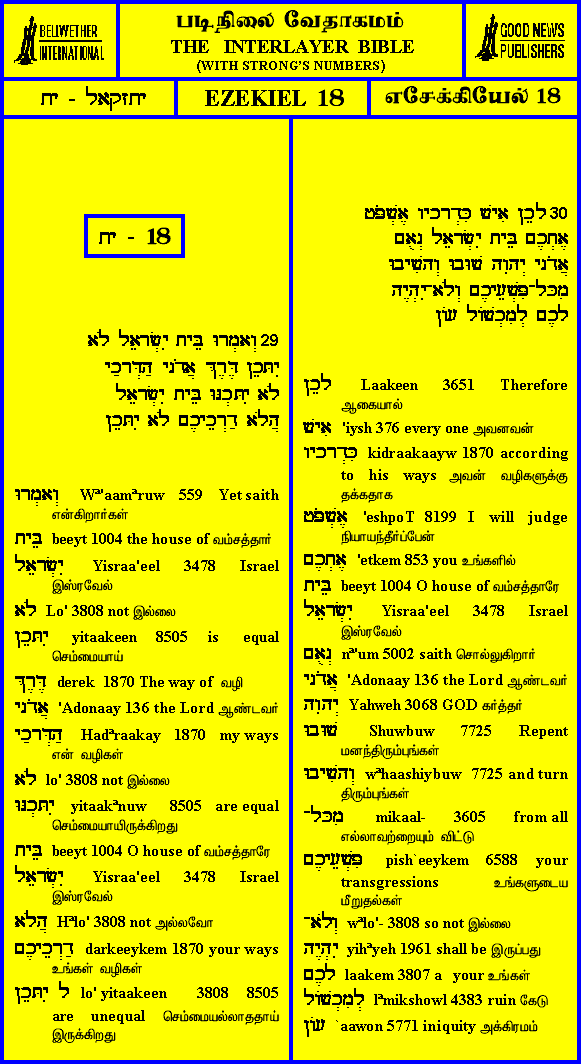 BELLWETHER
INTERNATIONAL
படிநிலை வேதாகமம்
THE INTERLAYER BIBLE
(WITH STRONG'S NUMBERS)
GOOD NEWS
PUBLISHERS
יחזקאל - יח
EZEKIEL 18
எசேக்கியேல் 18
יח - 18
29 וְאָמְרוּ בֵּית יִשְׂרָאֵל לֹא
יִתָּכֵן דֶּרֶךְ אֲדֹנָי הַדְּרָכַי
לֹא יִתָּכְנוּ בֵּית יִשְׂרָאֵל
הֲלֹא דַרְכֵיכֶם לֹא יִתָּכֵן
וְאָמְרוּ Wᵃ'aamᵃruw 559 Yet saith
என்கிறார்கள்
בֵּית beeyt 1004 the house of வம்சத்தார்
יִשְׂרָאֵל Yisraa'eel 3478 Israel
இஸ்ரவேல்
לֹא Lo' 3808 not இல்லை
יִתָּכֵן yitaakeen 8505 is equal
செம்மையாய்
דֶּרֶךְ derek 1870 The way of வழி
אֲדֹנָי 'Adonaay 136 the Lord ஆண்டவர்
הַדְּרָכַי Hadᵃraakay 1870 my ways
என் வழிகள்
לֹא lo' 3808 not இல்லை
יִתָּכְנוּ yitaakᵃnuw 8505 are equal
செம்மையாயிருக்கிறது
בֵּית beeyt 1004 O house of வம்சத்தாரே
יִשְׂרָאֵל Yisraa'eel 3478 Israel
இஸ்ரவேல்
הֲלֹא Hᵃlo' 3808 not அல்லவோ
דַרְכֵיכֶם darkeeykem 1870 your ways
உங்கள் வழிகள்
ל יִתָּכֵן lo' yitaakeen 3808 8505
are unequal செம்மையல்லாததாய்
இருக்கிறது
30 לָכֵן אִישׁ כִּדְרָכָיו אֶשְׁפֹּט
אֶתְכֶם בֵּית יִשְׂרָאֵל נְאֻם
אֲדֹנָי יְהוִה שׁוּבוּ וְהָשִׁיבוּ
מִכָּל־פִּשְׁעֵיכֶם וְלֹא־יִהְיֶה
לָכֶם לְמִכְשׁוֹל עָוֹן
לָכֵן Laakeen 3651 Therefore
ஆகையால்
אִישׁ 'iysh 376 every one அவனவன்
כִּדְרָכָיו kidraakaayw 1870 according
to his ways அவன் வழிகளுக்கு
தக்கதாக
אֶשְׁפֹּט 'eshpoT 8199 I will judge
நியாயந்தீர்ப்பேன்
אֶתְכֶם 'etkem 853 you உங்களில்
בֵּית beeyt 1004 O house of வம்சத்தாரே
יִשְׂרָאֵל Yisraa'eel 3478 Israel
இஸ்ரவேல்
נְאֻם nᵃ'um 5002 saith சொல்லுகிறார்
אֲדֹנָי 'Adonaay 136 the Lord ஆண்டவர்
יְהוִה Yahweh 3068 GOD கர்த்தர்
שׁוּבוּ Shuwbuw 7725 Repent
மனந்திரும்புங்கள்
וְהָשִׁיבוּ wᵃhaashiybuw 7725 and turn
திரும்புங்கள்
מִכָּל־ mikaal- 3605 from all
எல்லாவற்றையும் விட்டு
פִּשְׁעֵיכֶם pish`eeykem 6588 your
transgressions உங்களுடைய
மீறுதல்கள்
וְלֹא־ wᵃlo'- 3808 so not இல்லை
יִהְיֶה yihᵃyeh 1961 shall be இருப்பது
לָכֶם laakem 3807 a your உங்கள்
לְמִכְשׁוֹל lᵃmikshowl 4383 ruin கேடு
עָוֹן `aawon 5771 iniquity அக்கிரமம்